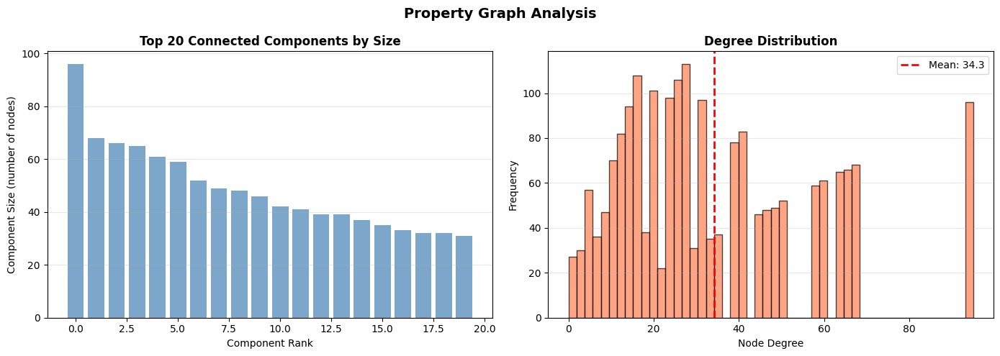 Property Graph Analysis
Top 20 Connected Components by Size
Component Size (number of nodes)
100
80
60
40
20
0
0.0 2.5 5.0 7.5 10.0 12.5 15.0 17.5 20.0
Component Rank
Degree Distribution
Mean: 34.3
Frequency
100
80
60
40
20
0
0 20 40 60 80
Node Degree